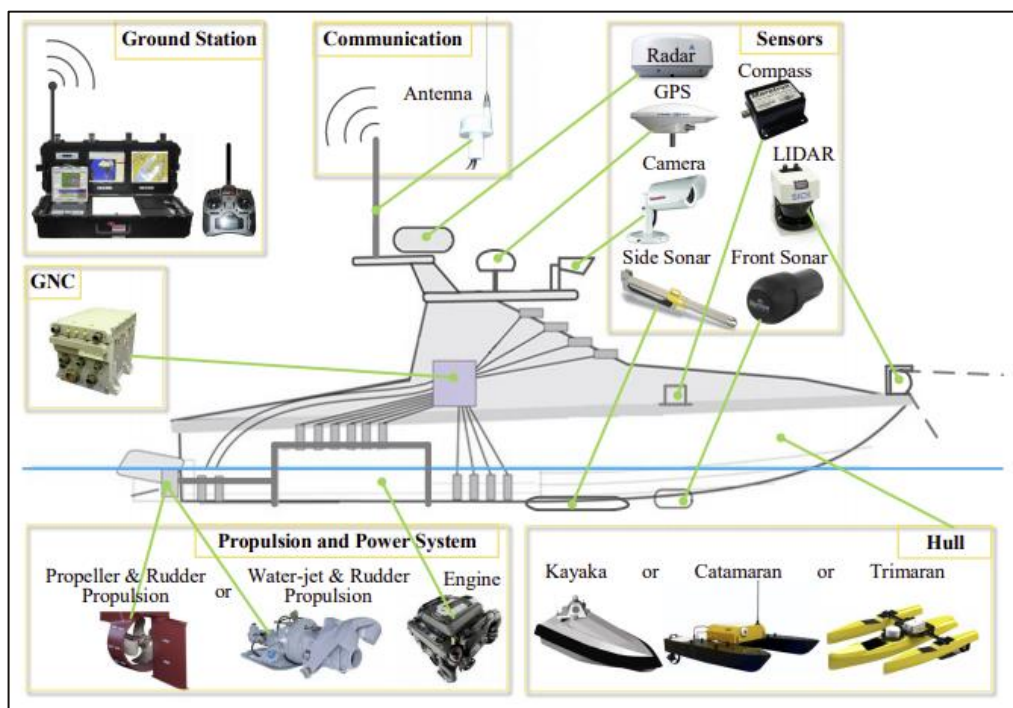 Ground Station
Communication
Antenna
Sensors
Radar
Compass
GPS
Camera
LIDAR
SICK
Side Sonar
Front Sonar
GNC
Propulsion and Power System
Propeller & Rudder
Propulsion
or
Water-jet & Rudder
Propulsion
Engine
Hull
Kayaka or Catamaran or Trimaran